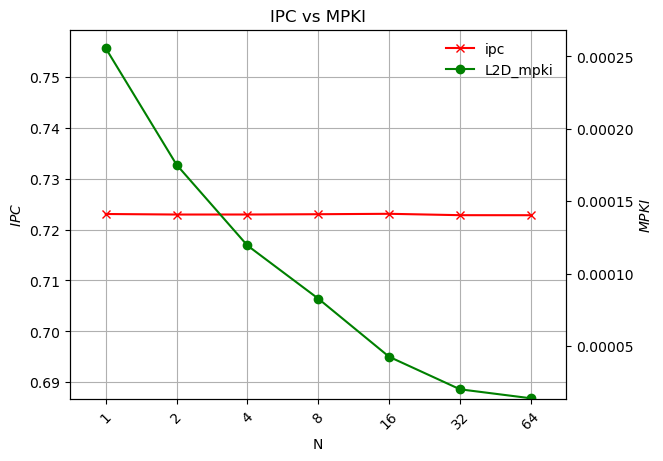 IPC vs MPKI
ipc
L2D_mpki
0.75
0.74
0.73
0.72
0.71
0.70
0.69
IPC
0.00025
0.00020
0.00015
0.00010
0.00005
MPKI
1 2 4 8 16 32 64
N